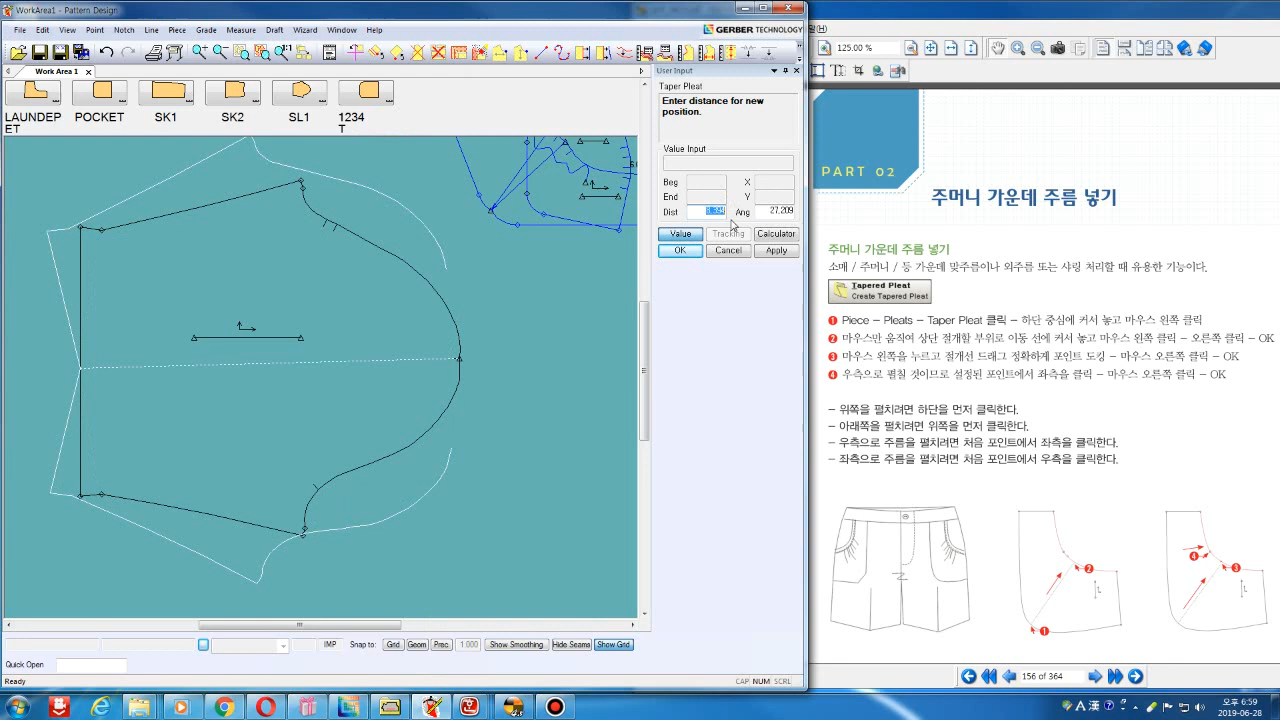 WorkArea1 - Pattern Design
File Edit View Point Notch Line Piece Grade Measure Draft Wizard Window Help
GERBER TECHNOLOGY
Work Area 1
LAUNDEP
ET
POCKET
SK1
SK2
SL1
1234
T
User Input
Taper Pleat
Enter distance for new
position.
Value Input
Beg
X
End
Y
Dist
Ang 27,209
Value Tracking Calculator
OK Cancel Apply
IMP Snap to: Grid Geom Prec. 1.000 Show Smoothing Hide Seams Show Grid
Quick Open
Ready
CAP NUM SCRL
125.00 %
PART 02
주머니 가운데 주름 넣기
주머니 가운데 주름 넣기
소매 / 주머니 / 등 가운데 맞주름이나 외주름 또는 샤링 처리할 때 유용한 기능이다.
Tapered Pleat
Create Tapered Pleat
❶ Piece - Pleats - Taper Pleat 클릭 - 하단 중심에 커서 놓고 마우스 왼쪽 클릭
❷ 마우스만 움직여 상단 절개할 부위로 이동 선에 커서 놓고 마우스 왼쪽 클릭 - 오른쪽 클릭 - OK
❸ 마우스 왼쪽을 누르고 절개선 드래그 정확하게 포인트 도킹 - 마우스 오른쪽 클릭 - OK
❹ 우측으로 펼칠 것이므로 설정된 포인트에서 좌측을 클릭 - 마우스 오른쪽 클릭 - OK
- 위쪽을 펼치려면 하단을 먼저 클릭한다.
- 아래쪽을 펼치려면 위쪽을 먼저 클릭한다.
- 우측으로 주름을 펼치려면 처음 포인트에서 좌측을 클릭한다.
- 좌측으로 주름을 펼치려면 처음 포인트에서 우측을 클릭한다.
❹
❷
❸
❶
156 of 364
A 漢
오후 6:59
2019-06-28